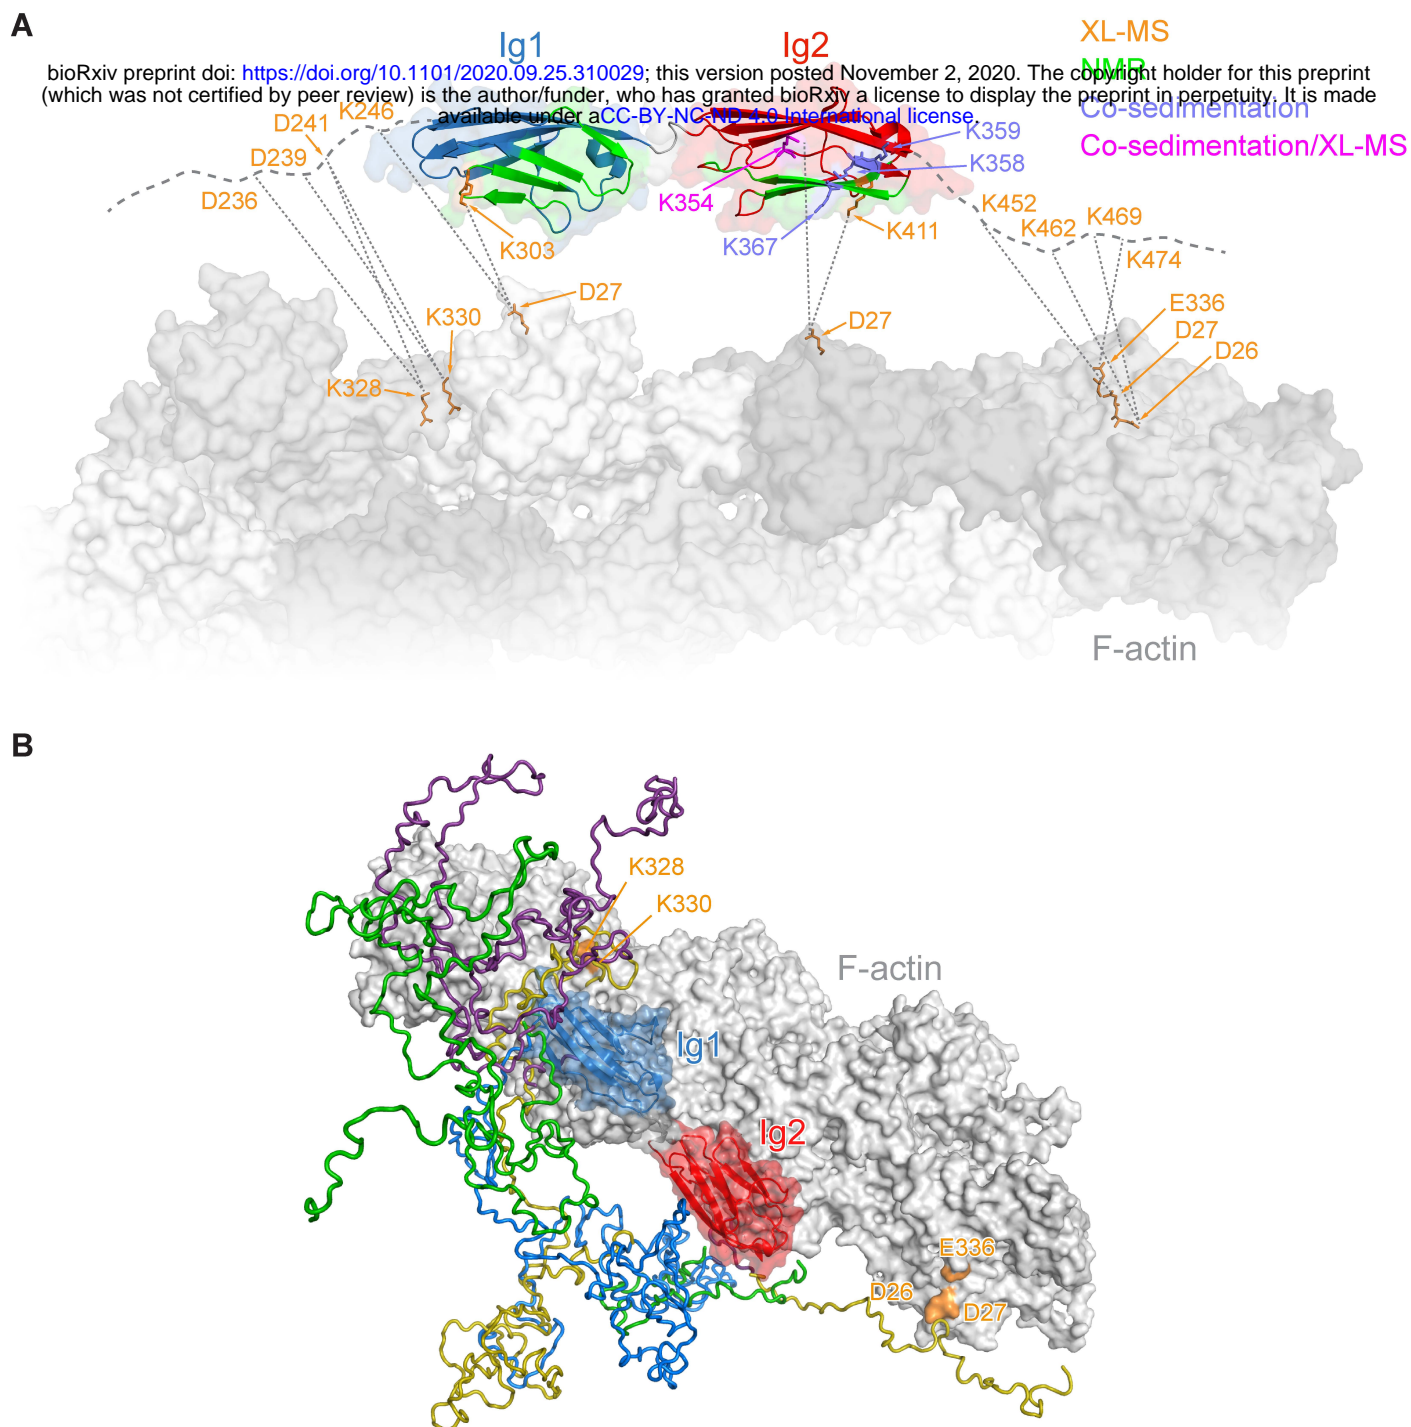 A
Ig1
Ig2
XL-MS
bioRxiv preprint doi: https://doi.org/10.1101/2020.09.25.310029; this version posted November 2, 2020. The copyright holder for this preprint
NMR
(which was not certified by peer review) is the author/funder, who has granted bioRxiv a license to display the preprint in perpetuity. It is made
Co-sedimentation
available under aCC-BY-NC-ND 4.0 International license.
Co-sedimentation/XL-MS
K246
D241
D239
D236
K359
K358
K354
K367
K303
K411
K452
K462
K469
K474
D27
K330
K328
D27
E336
D27
D26
F-actin
B
K328
K330
F-actin
Ig1
Ig2
E336
D26
D27